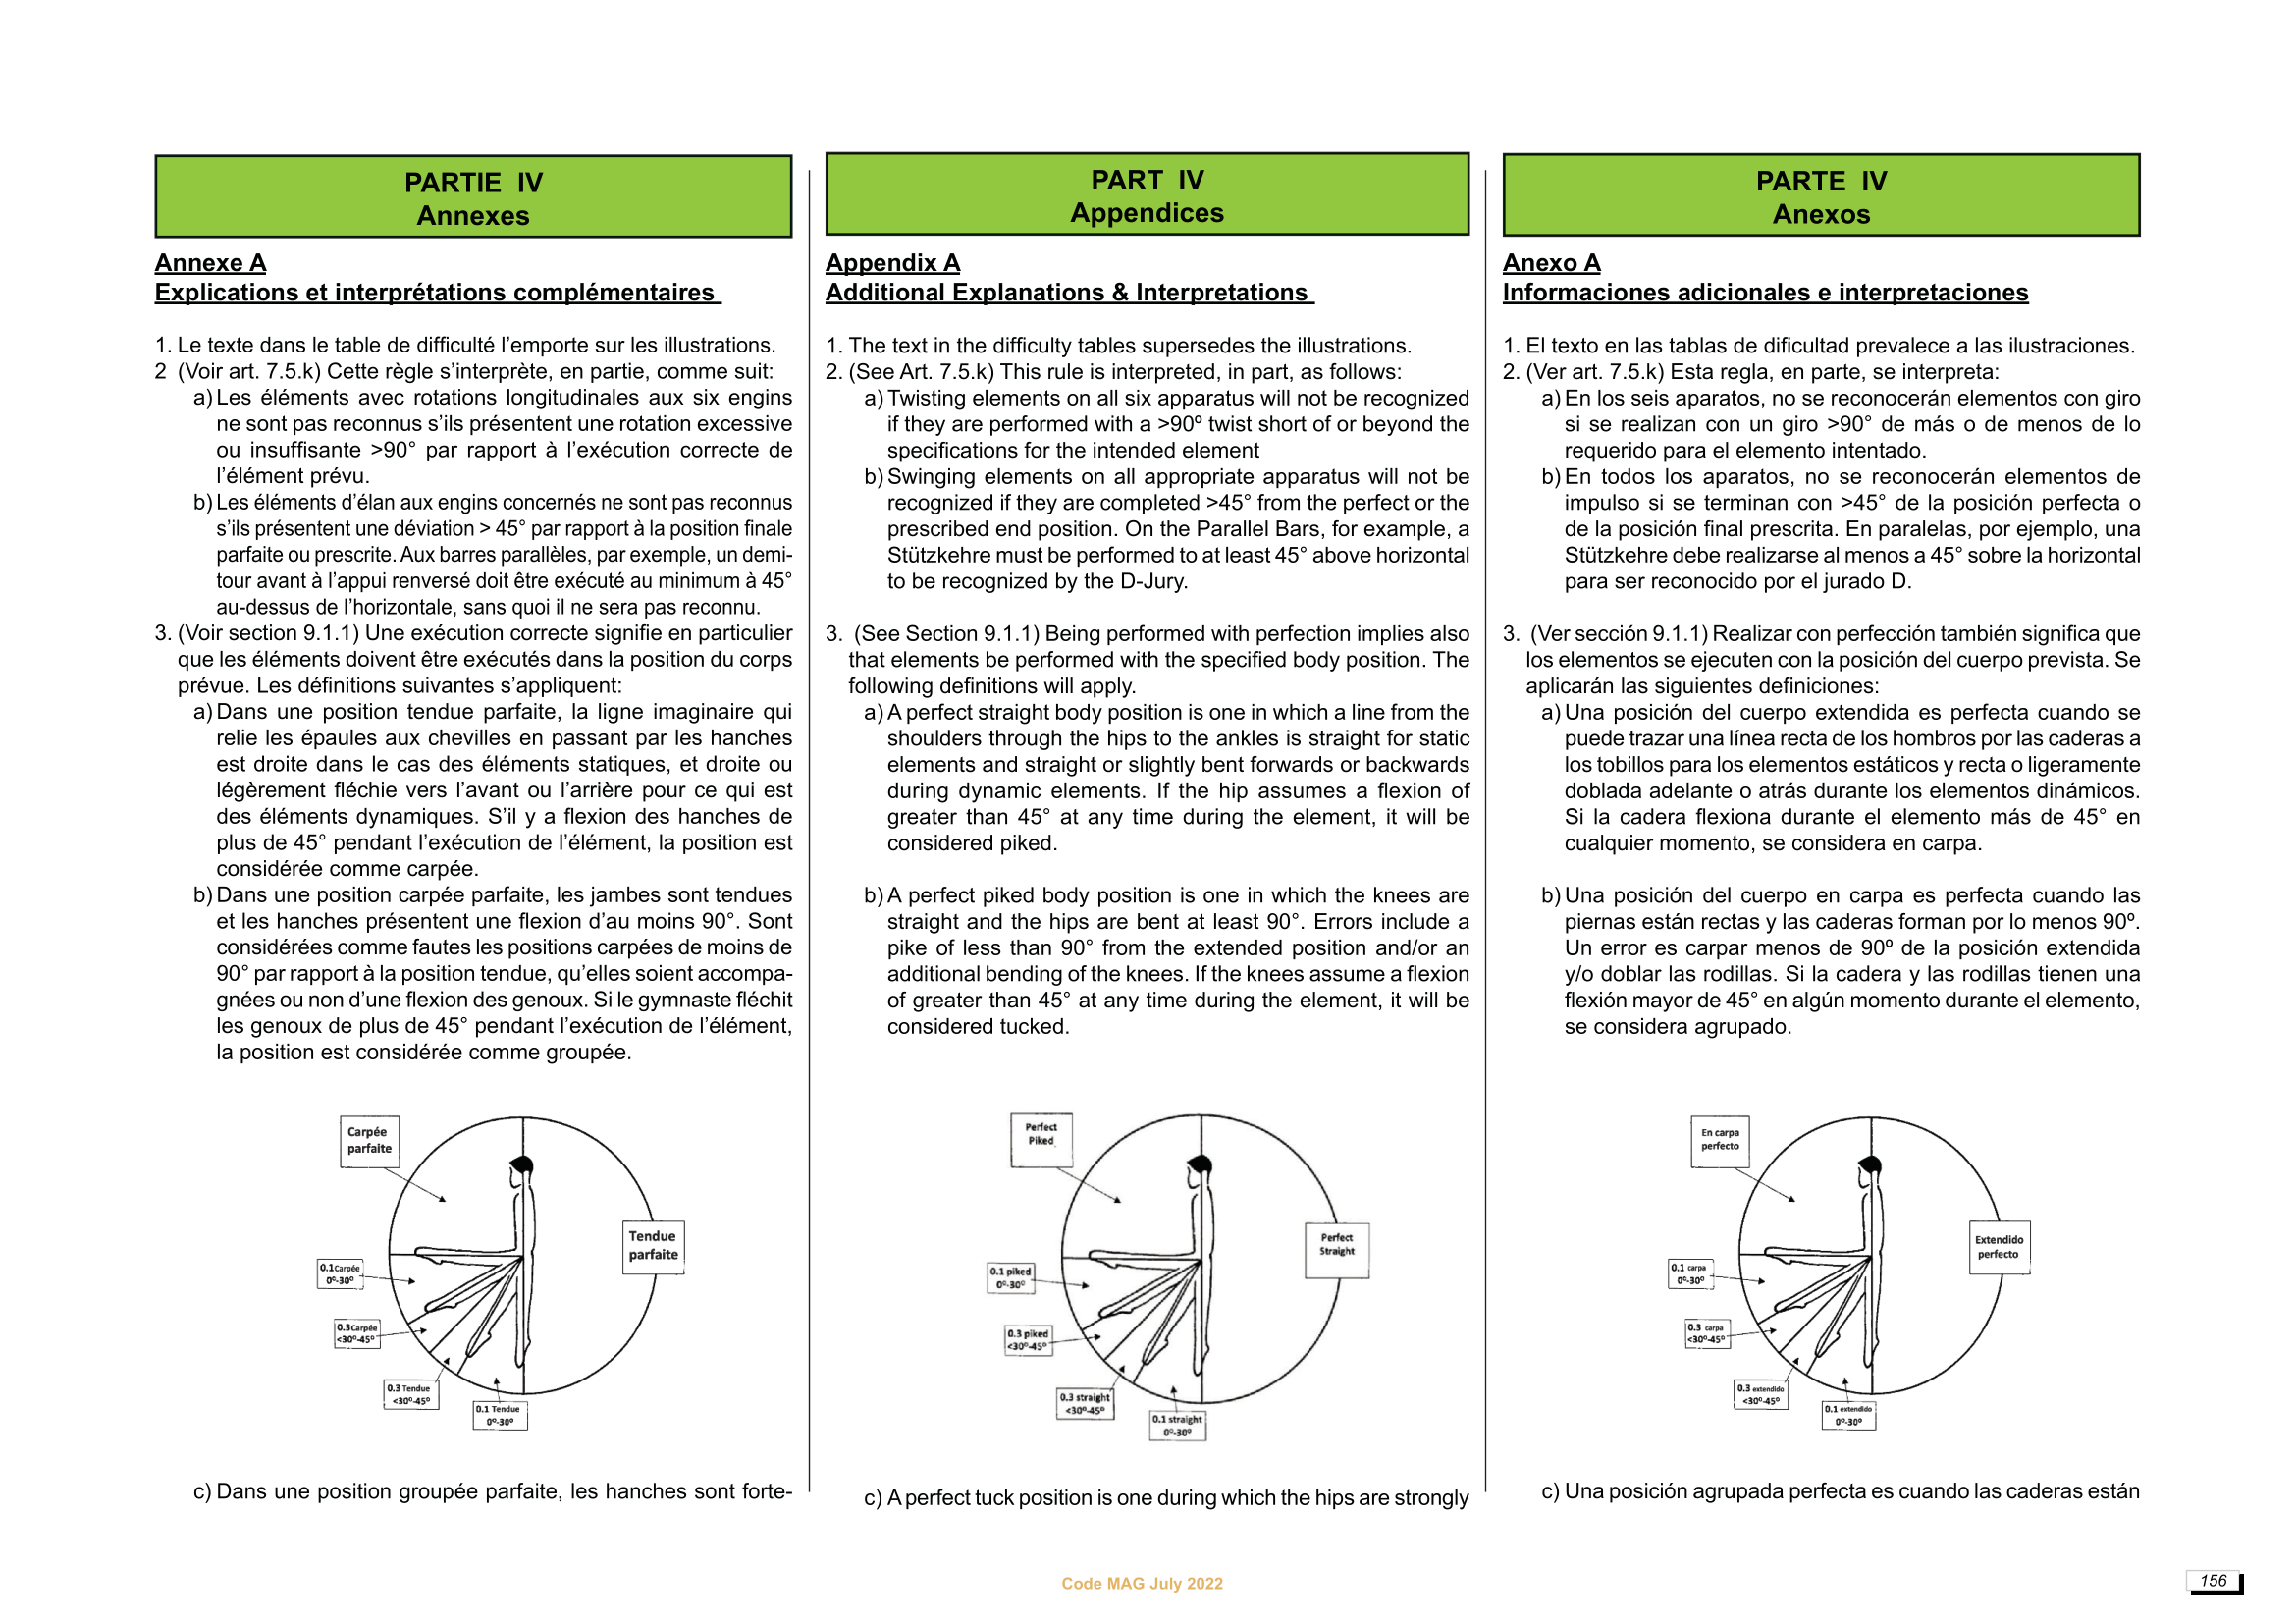 PARTIE  IV
Annexes
Annexe A
Explications et interprétations complémentaires
1. Le texte dans le table de difficulté l’emporte sur les illustrations.
2  (Voir art. 7.5.k) Cette règle s’interprète, en partie, comme suit:
a) Les éléments avec rotations longitudinales aux six engins
ne sont pas reconnus s’ils présentent une rotation excessive
ou insuffisante >90° par rapport à l’exécution correcte de
l’élément prévu.
b) Les éléments d’élan aux engins concernés ne sont pas reconnus
s’ils présentent une déviation > 45° par rapport à la position finale
parfaite ou prescrite. Aux barres parallèles, par exemple, un demi-
tour avant à l’appui renversé doit être exécuté au minimum à 45°
au-dessus de l’horizontale, sans quoi il ne sera pas reconnu.
3. (Voir section 9.1.1) Une exécution correcte signifie en particulier
que les éléments doivent être exécutés dans la position du corps
prévue. Les définitions suivantes s’appliquent:
a) Dans une position tendue parfaite, la ligne imaginaire qui
relie les épaules aux chevilles en passant par les hanches
est droite dans le cas des éléments statiques, et droite ou
légèrement fléchie vers l’avant ou l’arrière pour ce qui est
des éléments dynamiques. S’il y a flexion des hanches de
plus de 45° pendant l’exécution de l’élément, la position est
considérée comme carpée.
b) Dans une position carpée parfaite, les jambes sont tendues
et les hanches présentent une flexion d’au moins 90°. Sont
considérées comme fautes les positions carpées de moins de
90° par rapport à la position tendue, qu’elles soient accompa-
gnées ou non d’une flexion des genoux. Si le gymnaste fléchit
les genoux de plus de 45° pendant l’exécution de l’élément,
la position est considérée comme groupée.
Carpée
parfaite
Tendue
parfaite
0.1 Carpée
0º-30º
0.3 Carpée
<30º-45º
0.3 Tendue
<30º-45º
0.1 Tendue
0º-30º
c) Dans une position groupée parfaite, les hanches sont forte-
PART  IV
Appendices
Appendix A
Additional Explanations & Interpretations
1. The text in the difficulty tables supersedes the illustrations.
2. (See Art. 7.5.k) This rule is interpreted, in part, as follows:
a) Twisting elements on all six apparatus will not be recognized
if they are performed with a >90º twist short of or beyond the
specifications for the intended element
b) Swinging elements on all appropriate apparatus will not be
recognized if they are completed >45° from the perfect or the
prescribed end position. On the Parallel Bars, for example, a
Stützkehre must be performed to at least 45° above horizontal
to be recognized by the D-Jury.
3.  (See Section 9.1.1) Being performed with perfection implies also
that elements be performed with the specified body position. The
following definitions will apply.
a) A perfect straight body position is one in which a line from the
shoulders through the hips to the ankles is straight for static
elements and straight or slightly bent forwards or backwards
during dynamic elements. If the hip assumes a flexion of
greater than 45° at any time during the element, it will be
considered piked.
b) A perfect piked body position is one in which the knees are
straight and the hips are bent at least 90°. Errors include a
pike of less than 90° from the extended position and/or an
additional bending of the knees. If the knees assume a flexion
of greater than 45° at any time during the element, it will be
considered tucked.
Perfect
Piked
Perfect
Straight
0.1 piked
0º-30º
0.3 piked
<30º-45º
0.3 straight
<30º-45º
0.1 straight
0º-30º
c) A perfect tuck position is one during which the hips are strongly
PARTE  IV
Anexos
Anexo A
Informaciones adicionales e interpretaciones
1. El texto en las tablas de dificultad prevalece a las ilustraciones.
2. (Ver art. 7.5.k) Esta regla, en parte, se interpreta:
a) En los seis aparatos, no se reconocerán elementos con giro
si se realizan con un giro >90° de más o de menos de lo
requerido para el elemento intentado.
b) En todos los aparatos, no se reconocerán elementos de
impulso si se terminan con >45° de la posición perfecta o
de la posición final prescrita. En paralelas, por ejemplo, una
Stützkehre debe realizarse al menos a 45° sobre la horizontal
para ser reconocido por el jurado D.
3.  (Ver sección 9.1.1) Realizar con perfección también significa que
los elementos se ejecuten con la posición del cuerpo prevista. Se
aplicarán las siguientes definiciones:
a) Una posición del cuerpo extendida es perfecta cuando se
puede trazar una línea recta de los hombros por las caderas a
los tobillos para los elementos estáticos y recta o ligeramente
doblada adelante o atrás durante los elementos dinámicos.
Si la cadera flexiona durante el elemento más de 45° en
cualquier momento, se considera en carpa.
b) Una posición del cuerpo en carpa es perfecta cuando las
piernas están rectas y las caderas forman por lo menos 90º.
Un error es carpar menos de 90º de la posición extendida
y/o doblar las rodillas. Si la cadera y las rodillas tienen una
flexión mayor de 45° en algún momento durante el elemento,
se considera agrupado.
En carpa
perfecto
Extendido
perfecto
0.1 carpa
0º-30º
0.3 carpa
<30º-45º
0.3 extendido
<30º-45º
0.1 extendido
0º-30º
c) Una posición agrupada perfecta es cuando las caderas están
Code MAG July 2022
156